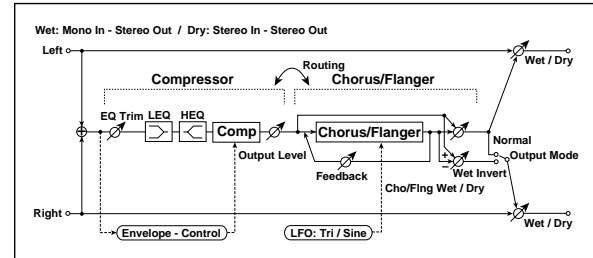 Wet: Mono In - Stereo Out / Dry: Stereo In - Stereo Out
Left
Wet / Dry
Routing
Compressor
Chorus/Flanger
EQ Trim
LEQ
HEQ
Comp
Output Level
Chorus/Flanger
Feedback
+
−
Cho/Flng Wet / Dry
Wet Invert
Normal
Output Mode
Right
Envelope - Control
LFO: Tri / Sine
Wet / Dry